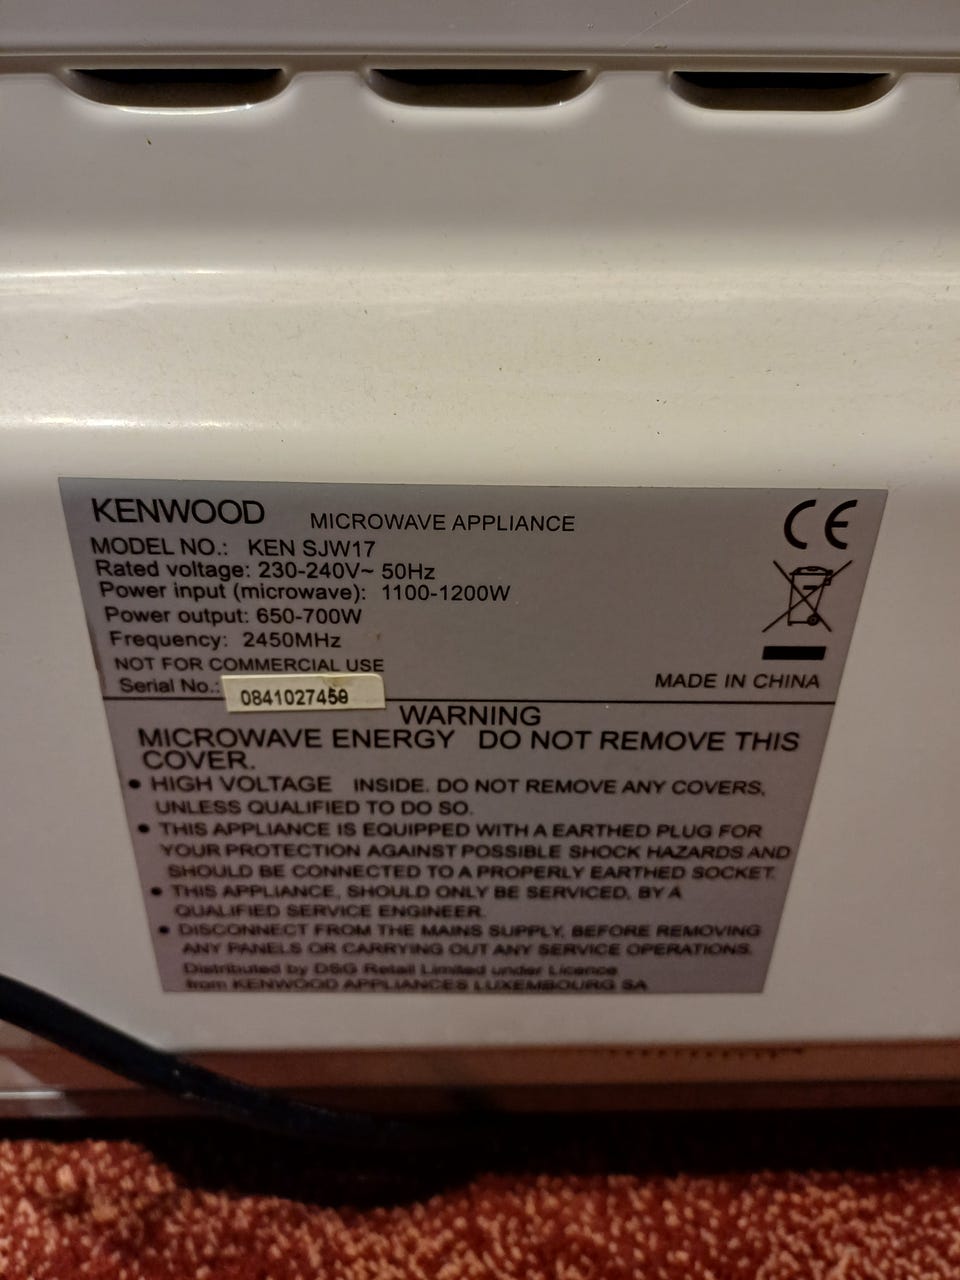 KENWOOD MICROWAVE APPLIANCE
CE
MODEL NO.: KEN SJW17
Rated voltage: 230-240V~ 50Hz
Power input (microwave): 1100-1200W
Power output: 650-700W
Frequency: 2450MHz
NOT FOR COMMERCIAL USE
MADE IN CHINA
Serial No.: 0841027459
WARNING
MICROWAVE ENERGY DO NOT REMOVE THIS
COVER.
• HIGH VOLTAGE INSIDE. DO NOT REMOVE ANY COVERS,
UNLESS QUALIFIED TO DO SO.
• THIS APPLIANCE IS EQUIPPED WITH A EARTHED PLUG FOR
YOUR PROTECTION AGAINST POSSIBLE SHOCK HAZARDS AND
SHOULD BE CONNECTED TO A PROPERLY EARTHED SOCKET.
• THIS APPLIANCE, SHOULD ONLY BE SERVICED, BY A
QUALIFIED SERVICE ENGINEER.
• DISCONNECT FROM THE MAINS SUPPLY, BEFORE REMOVING
ANY PANELS OR CARRYING OUT ANY SERVICE OPERATIONS.
Distributed by DSG Retail Limited under Licence
from KENWOOD APPLIANCES LUXEMBOURG SA